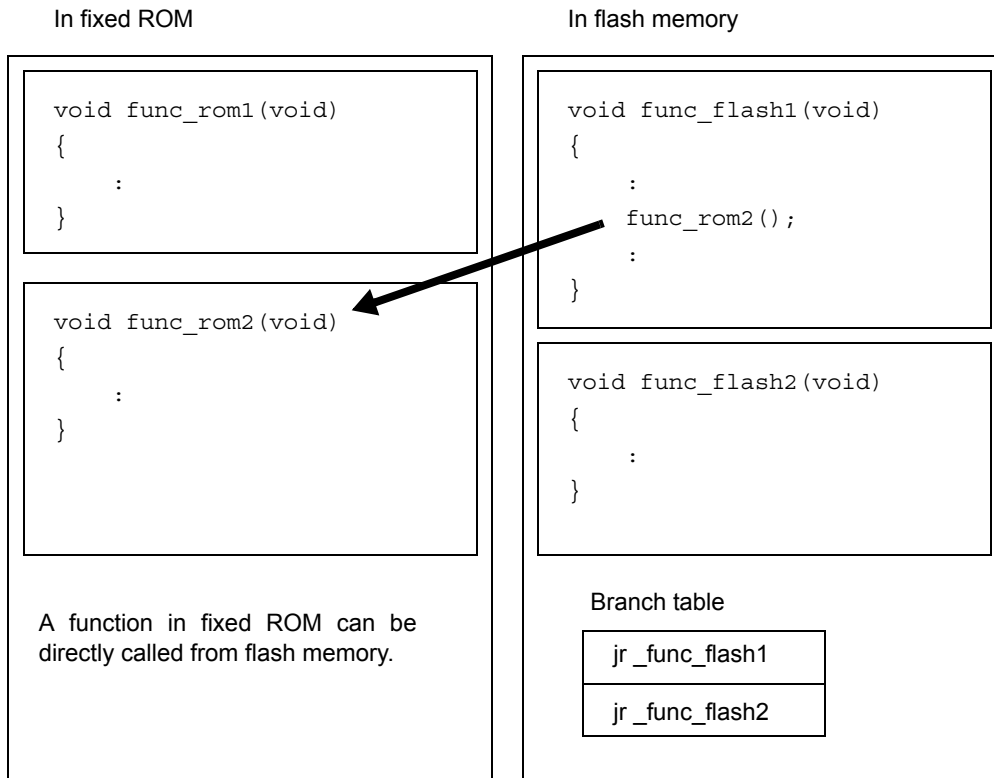 In fixed ROM
void func_rom1(void)
{
:
}
void func_rom2(void)
{
:
}
A function in fixed ROM can be
directly called from flash memory.
In flash memory
void func_flash1(void)
{
:
func_rom2();
:
}
void func_flash2(void)
{
:
}
Branch table
jr _func_flash1
jr _func_flash2